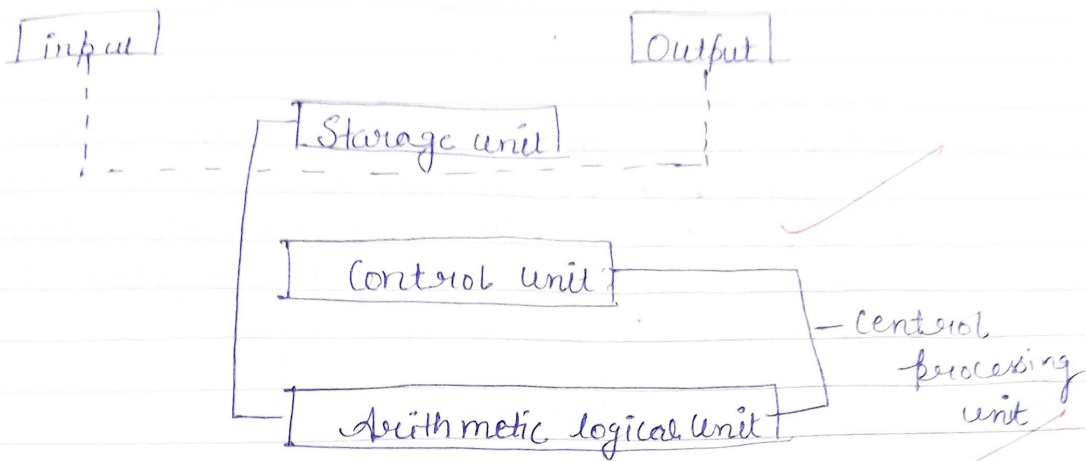 input
Output
Starage unit
Control unit
Central
processing
unit
Arithmetic logical unit